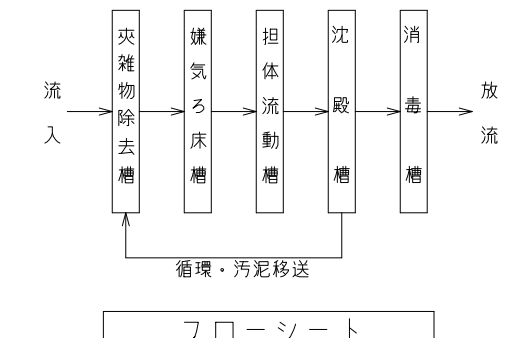 流入
夾雑物除去槽
嫌気ろ床槽
担体流動槽
沈殿槽
消毒槽
放流
循環・汚泥移送
フローシート